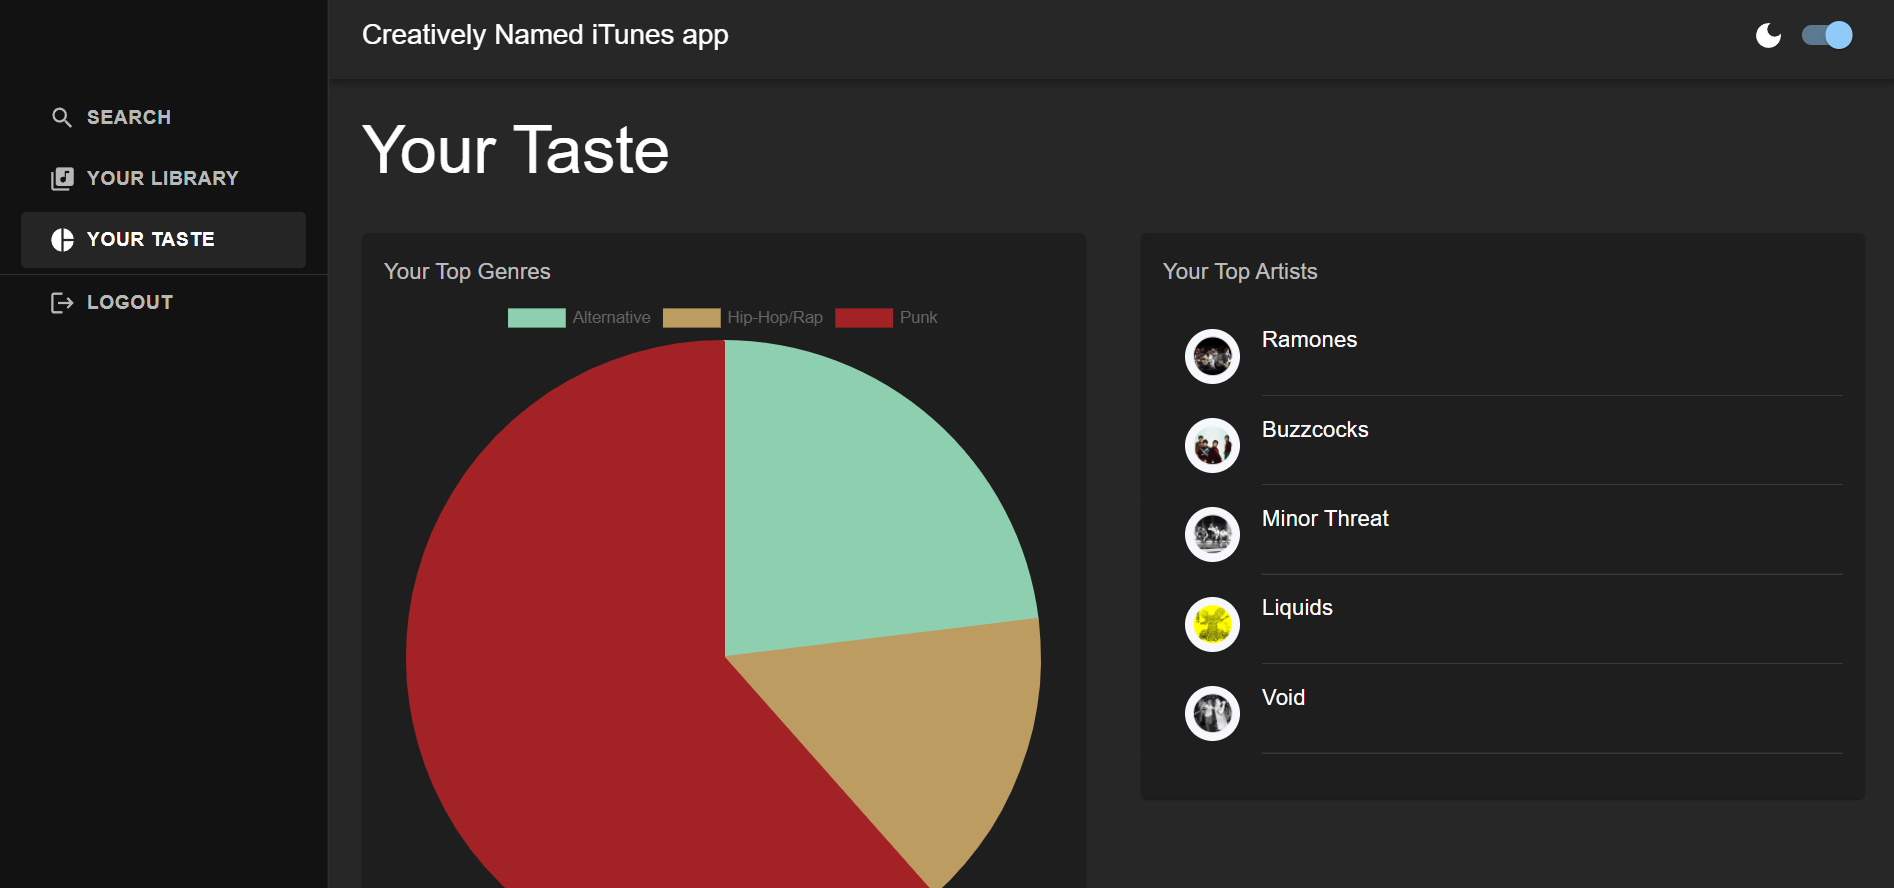 Creatively Named iTunes app
SEARCH
YOUR LIBRARY
YOUR TASTE
LOGOUT
Your Taste
Your Top Genres
Alternative Hip-Hop/Rap Punk
Your Top Artists
Ramones
Buzzcocks
Minor Threat
Liquids
Void